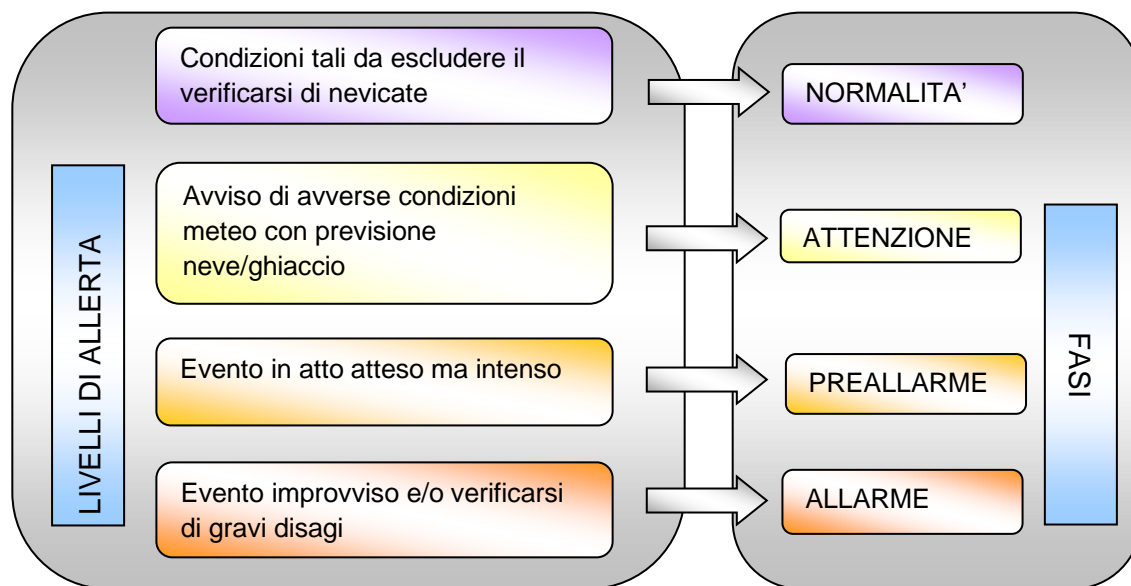 Condizioni tali da escludere il
verificarsi di nevicate
NORMALITA’
LIVELLI DI ALLERTA
Avviso di avverse condizioni
meteo con previsione
neve/ghiaccio
ATTENZIONE
FASI
Evento in atto atteso ma intenso
PREALLARME
Evento improvviso e/o verificarsi
di gravi disagi
ALLARME